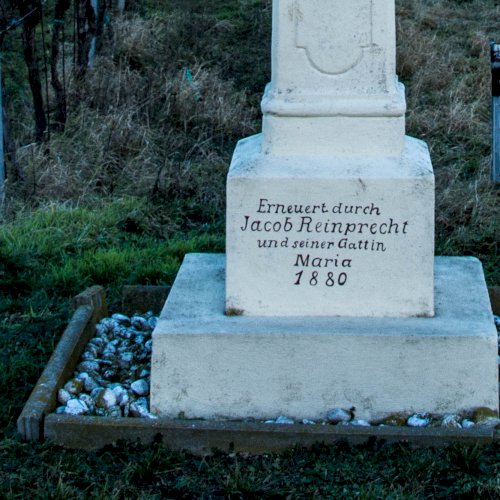 Erneuert durch
Jacob Reinprecht
und seiner Gattin
Maria
1880